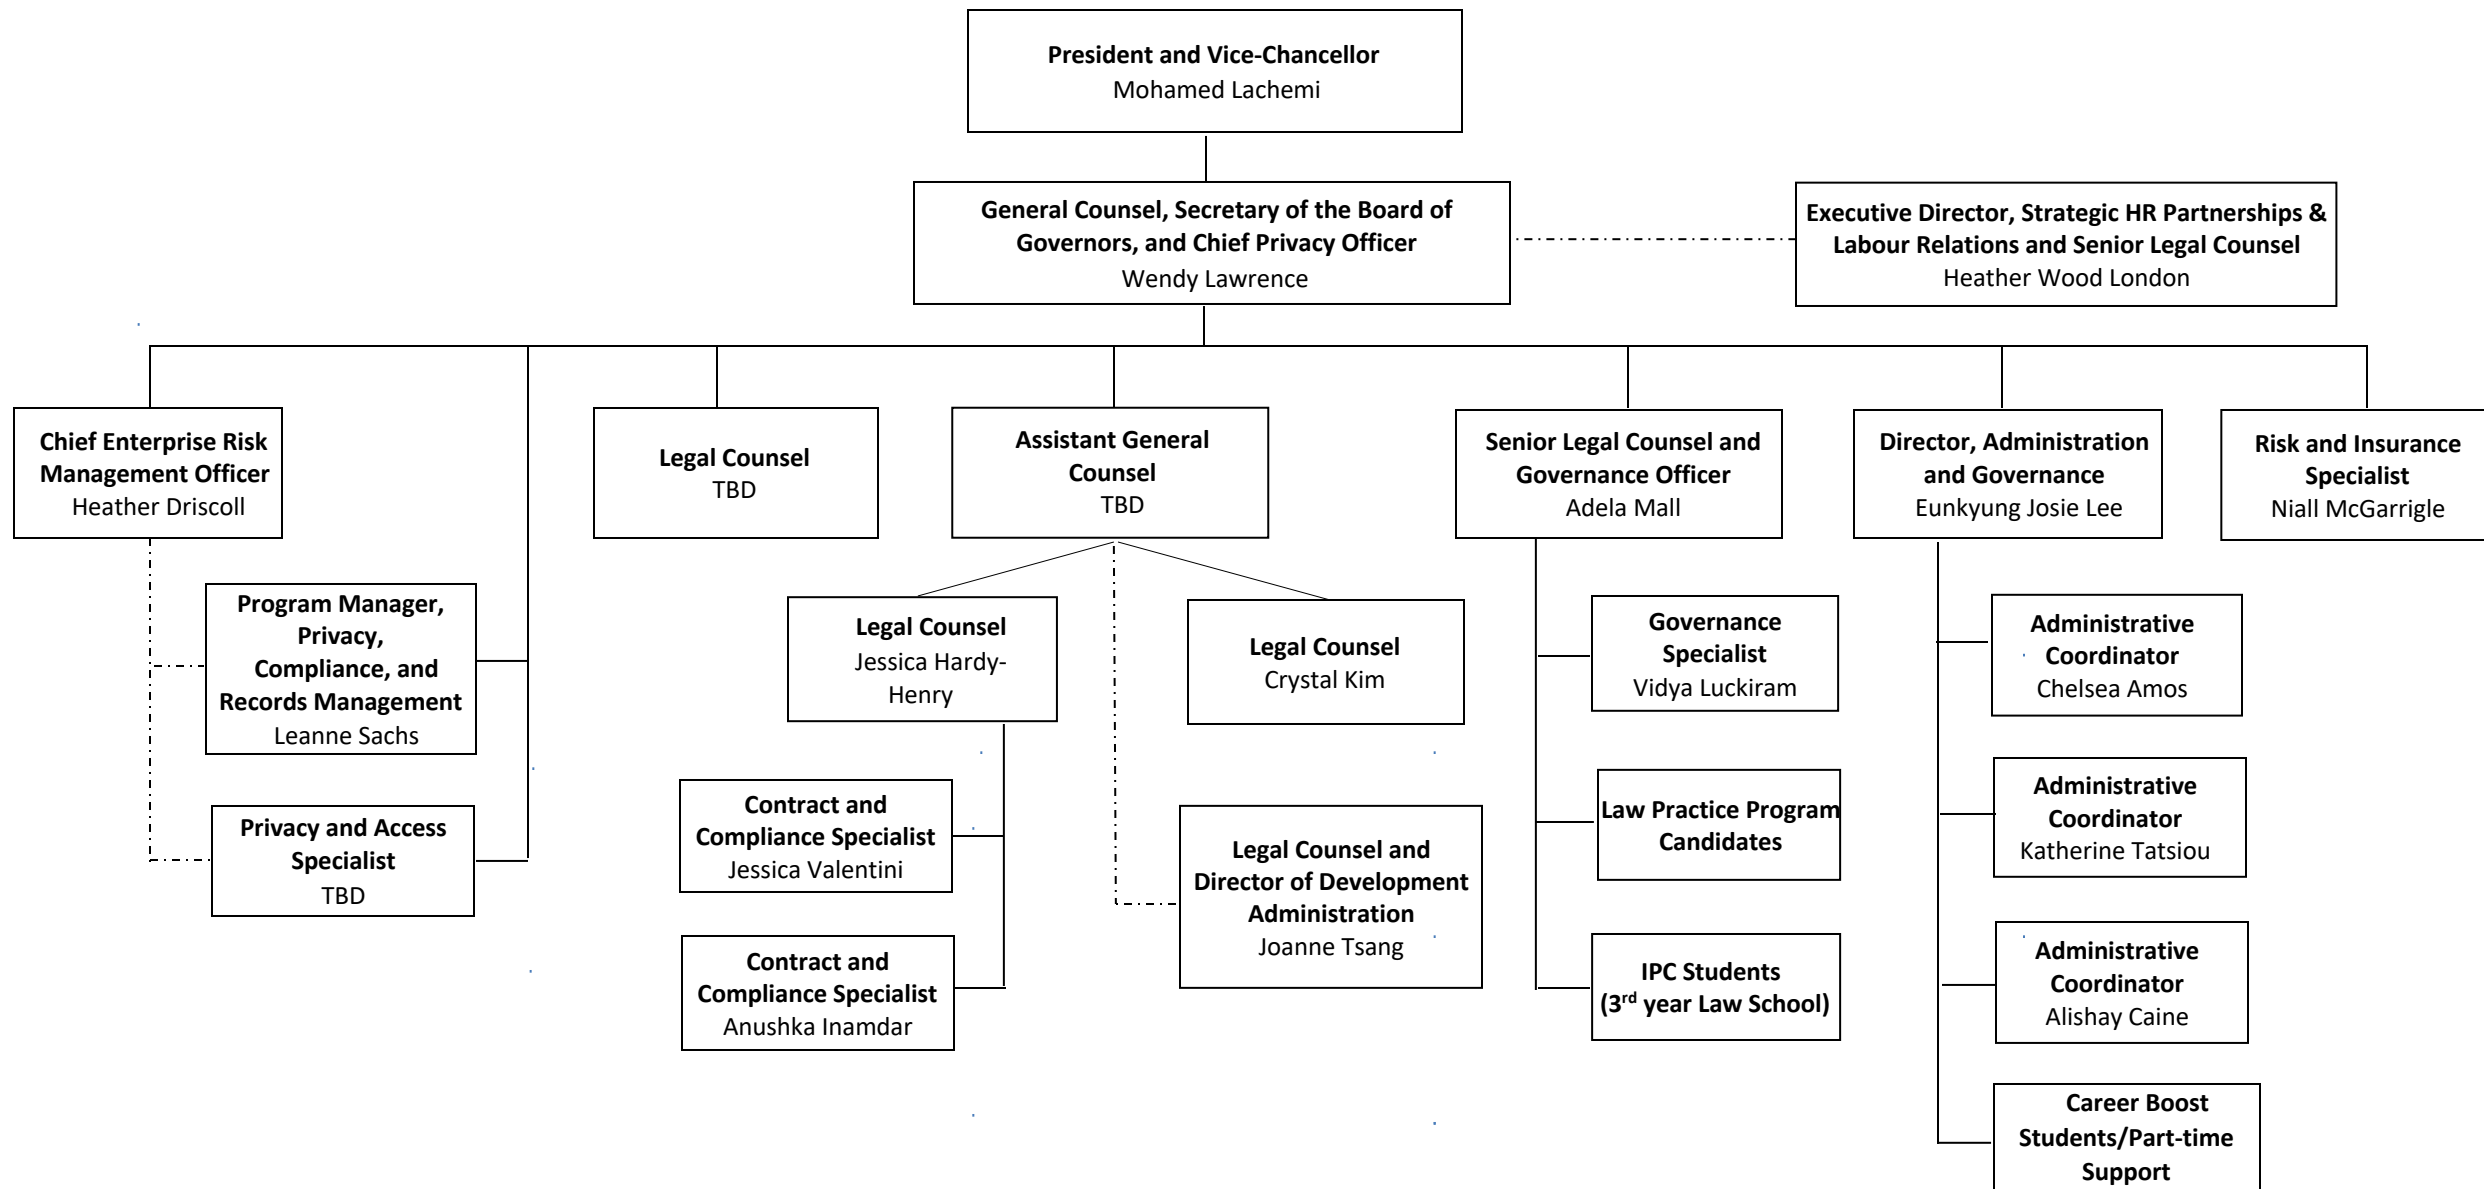 President and Vice-Chancellor
Mohamed Lachemi
General Counsel, Secretary of the Board of
Governors, and Chief Privacy Officer
Wendy Lawrence
Executive Director, Strategic HR Partnerships &
Labour Relations and Senior Legal Counsel
Heather Wood London
Chief Enterprise Risk
Management Officer
Heather Driscoll
Legal Counsel
TBD
Assistant General
Counsel
TBD
Senior Legal Counsel and
Governance Officer
Adela Mall
Director, Administration
and Governance
Eunkyung Josie Lee
Risk and Insurance
Specialist
Niall McGarrigle
Program Manager,
Privacy,
Compliance, and
Records Management
Leanne Sachs
Privacy and Access
Specialist
TBD
Legal Counsel
Jessica Hardy-
Henry
Legal Counsel
Crystal Kim
Contract and
Compliance Specialist
Jessica Valentini
Contract and
Compliance Specialist
Anushka Inamdar
Legal Counsel and
Director of Development
Administration
Joanne Tsang
Governance
Specialist
Vidya Luckiram
Law Practice Program
Candidates
IPC Students
(3rd year Law School)
Administrative
Coordinator
Chelsea Amos
Administrative
Coordinator
Katherine Tatsiou
Administrative
Coordinator
Alishay Caine
Career Boost
Students/Part-time
Support